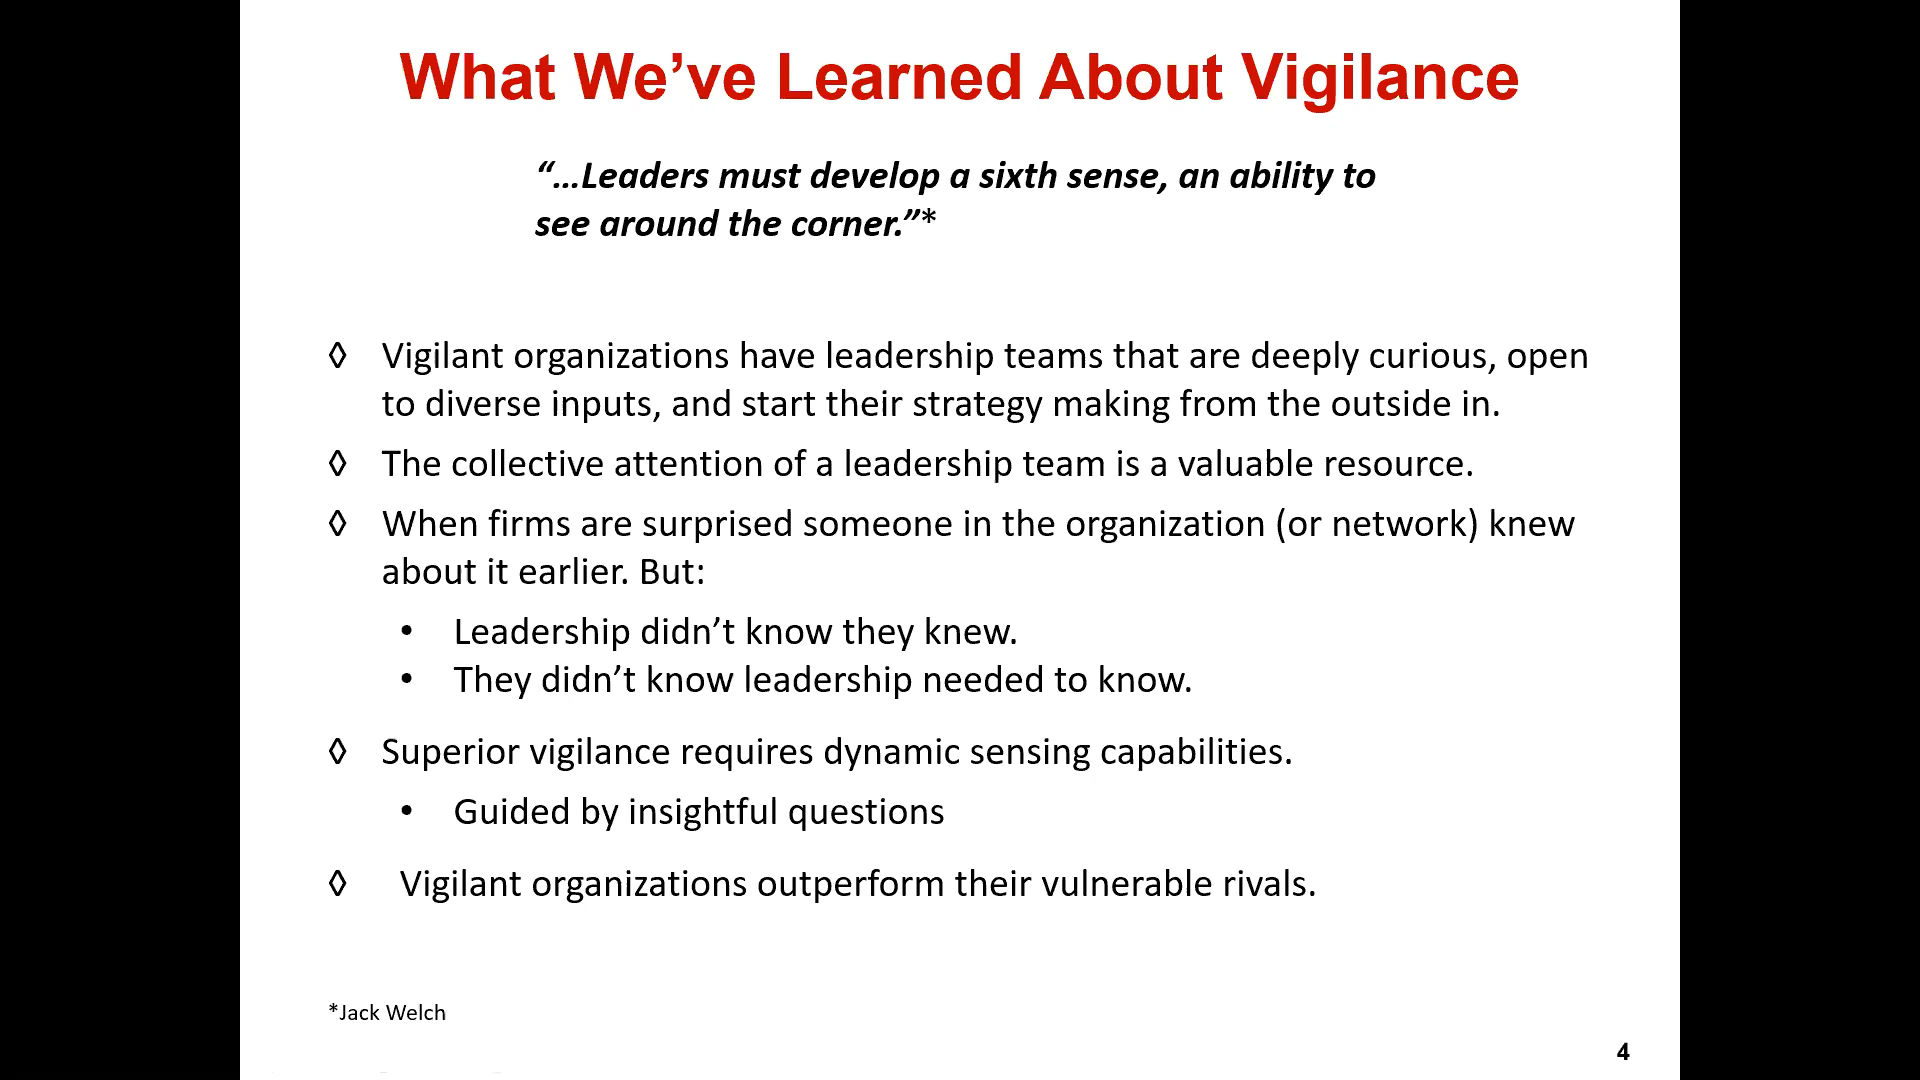 What We’ve Learned About Vigilance
“…Leaders must develop a sixth sense, an ability to
see around the corner.”*
◊ Vigilant organizations have leadership teams that are deeply curious, open
to diverse inputs, and start their strategy making from the outside in.
◊ The collective attention of a leadership team is a valuable resource.
◊ When firms are surprised someone in the organization (or network) knew
about it earlier. But:
• Leadership didn’t know they knew.
• They didn’t know leadership needed to know.
◊ Superior vigilance requires dynamic sensing capabilities.
• Guided by insightful questions
◊ Vigilant organizations outperform their vulnerable rivals.
*Jack Welch
4